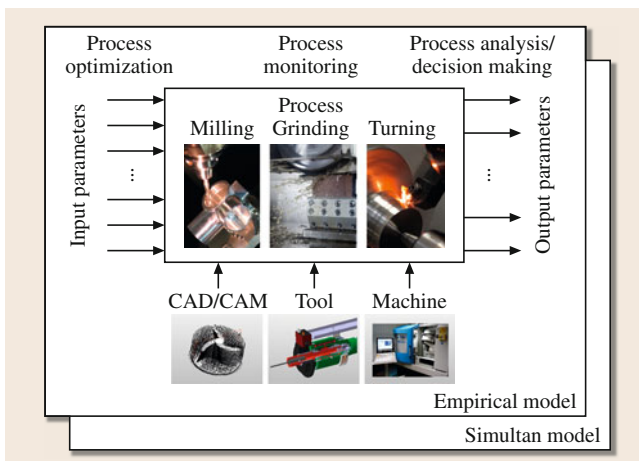 Process
optimization
Process
monitoring
Process analysis/
decision making
Input parameters
...
Process
Milling Grinding Turning
Output parameters
...
CAD/CAM Tool Machine
Empirical model
Simultan model